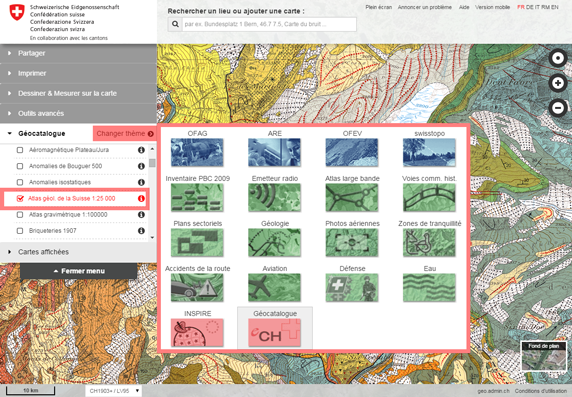 Schweizerische Eidgenossenschaft
Confédération suisse
Confederazione Svizzera
Confederaziun svizra
En collaboration avec les cantons
Rechercher un lieu ou ajouter une carte :
par ex. Bundesplatz 1 Bern, 46.7 7.5, Carte du bruit...
Plein écran Annoncer un problème Aide Version mobile FR DE IT RM EN
Partager
Imprimer
Dessiner & Mesurer sur la carte
Outils avancés
Géocatalogue Changer thème
Aéromagnétique Plateau/Jura
Anomalies de Bouguer 500
Anomalies isostatiques
Atlas géol. de la Suisse 1:25 000
Atlas gravimétrique 1:100000
Briqueteries 1907
Cartes affichées
Fermer menu
OFAG ARE OFEV swisstopo
Inventaire PBC 2009 Emetteur radio Atlas large bande Voies comm. hist.
Plans sectoriels Géologie Photos aériennes Zones de tranquillité
Accidents de la route Aviation Défense Eau
INSPIRE Géocatalogue
eCH
Fond de plan
10 km
CH1903+ / LV95
geo.admin.ch Conditions d'utilisation